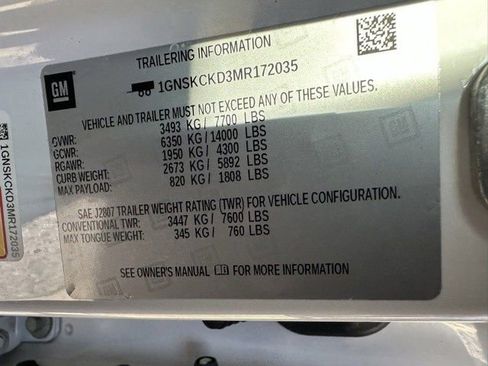 TRAILERING INFORMATION
GM
1GNSKCKD3MR172035
VEHICLE AND TRAILER MUST NOT EXCEED ANY OF THESE VALUES.
GVWR: 3493 KG / 7700 LBS
GCWR: 6350 KG / 14000 LBS
RGAWR: 1950 KG / 4300 LBS
CURB WEIGHT: 2673 KG / 5892 LBS
MAX PAYLOAD: 820 KG / 1808 LBS
SAE J2807 TRAILER WEIGHT RATING (TWR) FOR VEHICLE CONFIGURATION.
CONVENTIONAL TWR: 3447 KG / 7600 LBS
MAX TONGUE WEIGHT: 345 KG / 760 LBS
SEE OWNER'S MANUAL FOR MORE INFORMATION
1GNSKCKD3MR172035